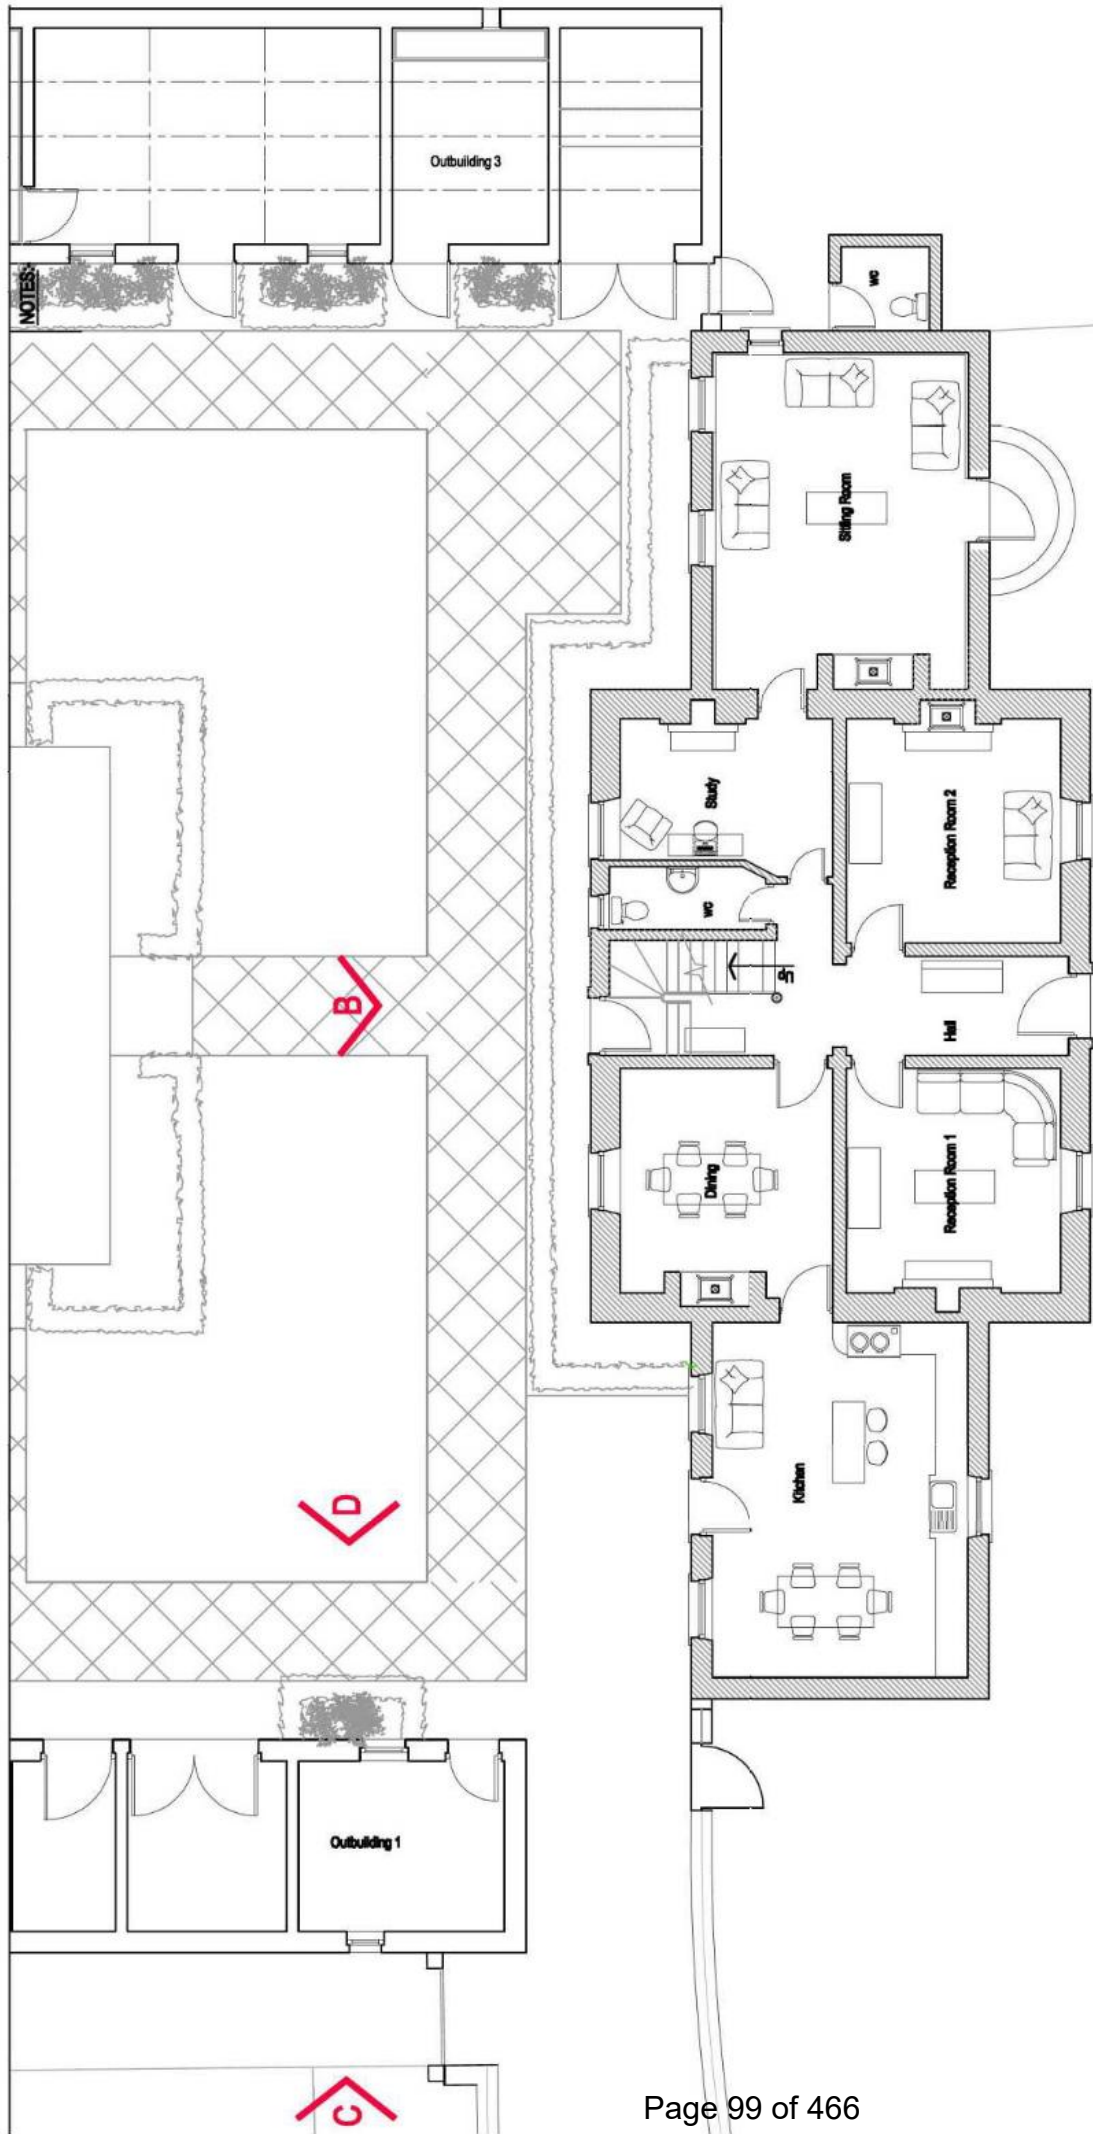 Outbuilding 3
NOTES:-
WC
Sitting Room
Study
Reception Room 2
WC
up
B
Hall
Dining
Reception Room 1
Kitchen
D
Outbuilding 1
C
Page 99 of 466